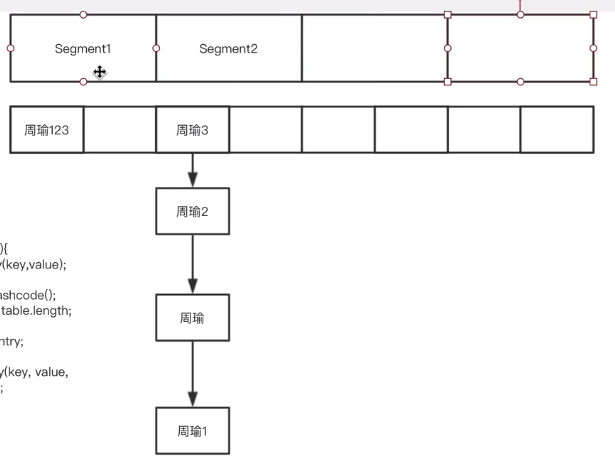 Segment1
Segment2
周瑜123
周瑜3
周瑜2
){
y(key,value);
ashcode();
table.length;
周瑜
ntry;
y(key, value,
;
周瑜1